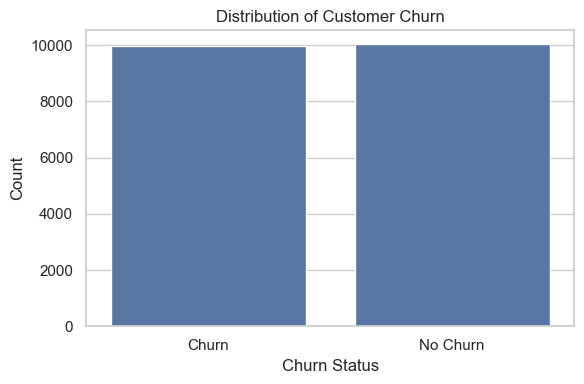 Distribution of Customer Churn
10000
8000
6000
4000
2000
0
Count
Churn
No Churn
Churn Status